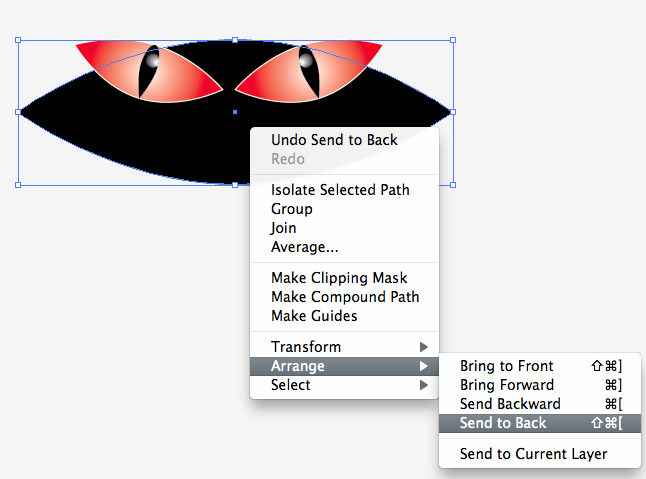 Undo Send to Back
Redo
Isolate Selected Path
Group
Join
Average...
Make Clipping Mask
Make Compound Path
Make Guides
Transform
Arrange
Select
Bring to Front ⇧⌘]
Bring Forward ⌘]
Send Backward ⌘[
Send to Back ⇧⌘[
Send to Current Layer